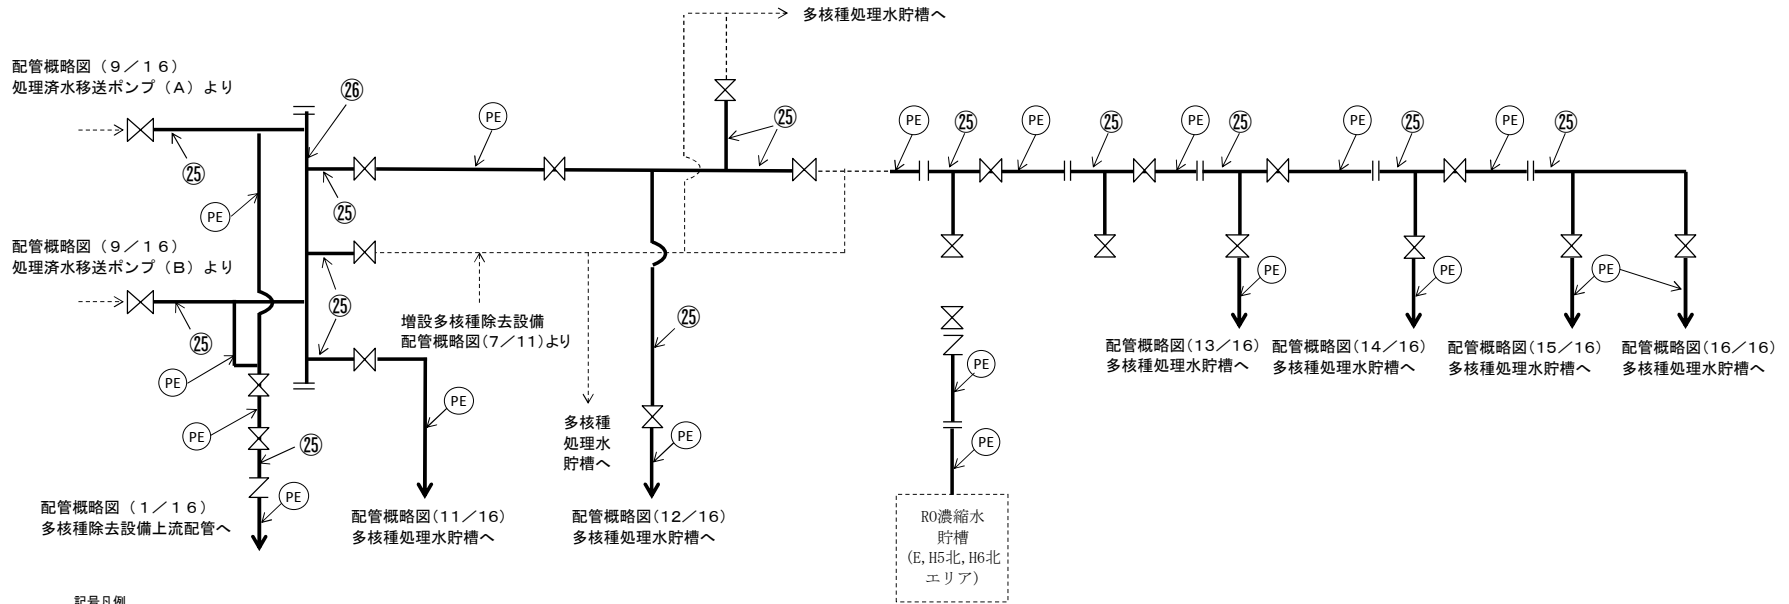 多核種処理水貯槽へ
配管概略図（９／１６）
処理済水移送ポンプ（Ａ）より
㉖
PE
㉕
㉕
PE
㉕
PE
㉕
PE
㉕
PE
㉕
PE
㉕
㉕
PE
㉕
配管概略図（９／１６）
処理済水移送ポンプ（Ｂ）より
PE
PE
PE
㉕
㉕
㉕
増設多核種除去設備
配管概略図(7／11)より
配管概略図(13／16)
多核種処理水貯槽へ
配管概略図(14／16)
多核種処理水貯槽へ
配管概略図(15／16)
多核種処理水貯槽へ
配管概略図(16／16)
多核種処理水貯槽へ
PE
PE
PE
PE
㉕
多核種
処理水
貯槽へ
PE
PE
PE
配管概略図（１／１６）
多核種除去設備上流配管へ
配管概略図(11／16)
多核種処理水貯槽へ
配管概略図(12／16)
多核種処理水貯槽へ
RO濃縮水
貯槽
(E,H5北,H6北
エリア)
記号凡例